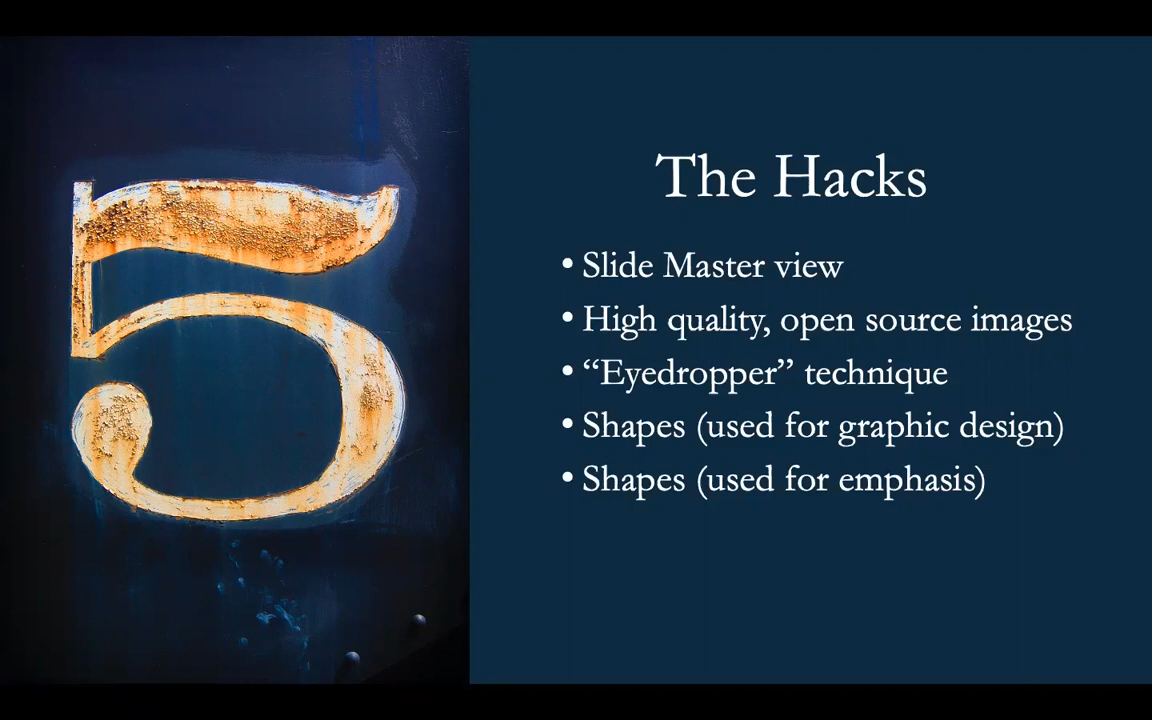 5
The Hacks
• Slide Master view
• High quality, open source images
• “Eyedropper” technique
• Shapes (used for graphic design)
• Shapes (used for emphasis)